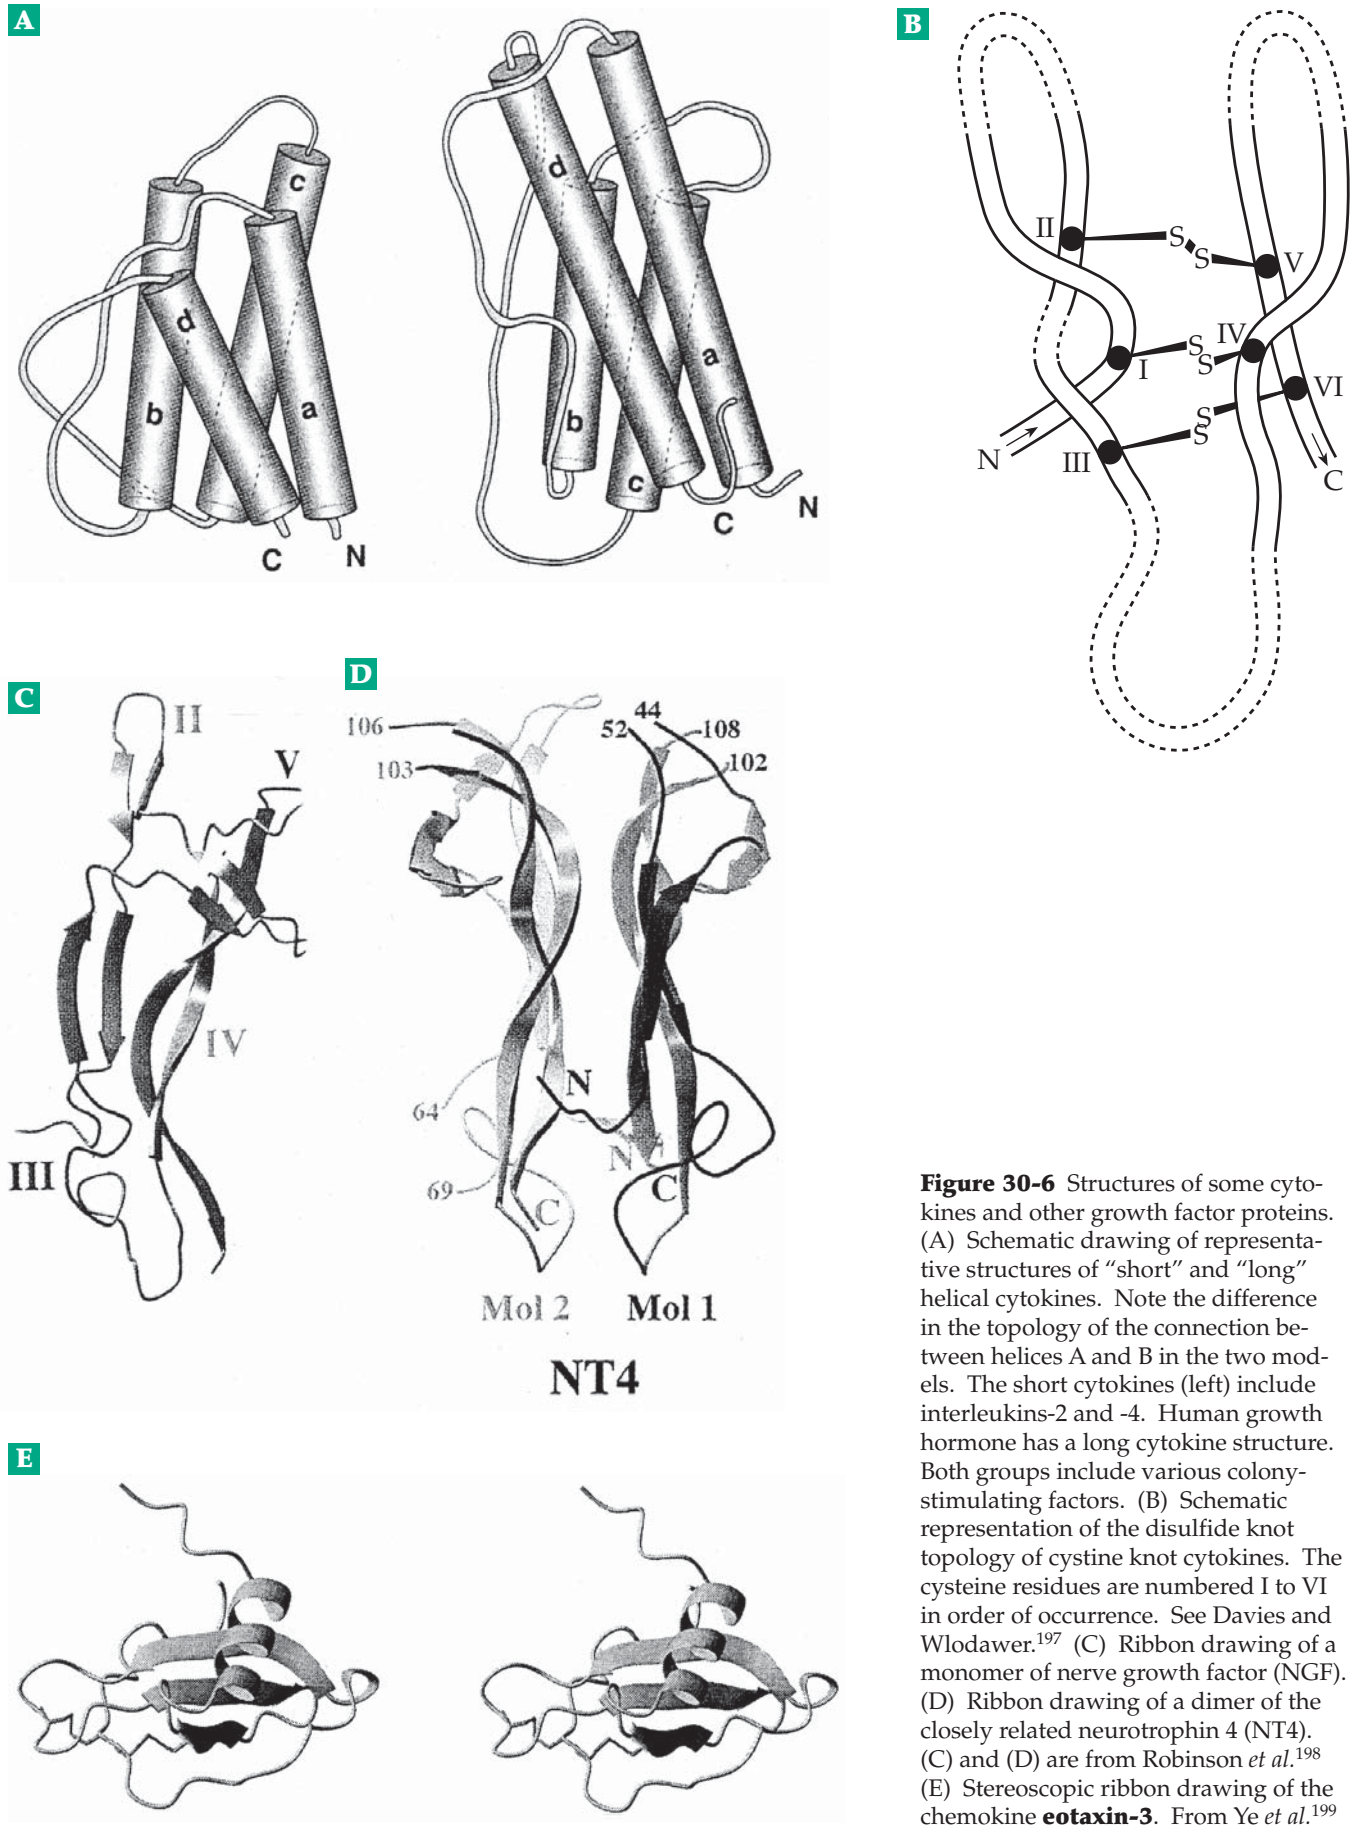 A
c
d
b
a
C
N
d
a
b
c
C
N
B
II
S
S
V
I
S
S
IV
VI
S
S
III
N
C
C
II
V
IV
III
D
106
103
52
44
108
102
64
69
N
N
C
C
Mol 2
Mol 1
NT4
E
Figure 30-6 Structures of some cyto-
kines and other growth factor proteins.
(A) Schematic drawing of representa-
tive structures of “short” and “long”
helical cytokines. Note the difference
in the topology of the connection be-
tween helices A and B in the two mod-
els. The short cytokines (left) include
interleukins-2 and -4. Human growth
hormone has a long cytokine structure.
Both groups include various colony-
stimulating factors. (B) Schematic
representation of the disulfide knot
topology of cystine knot cytokines. The
cysteine residues are numbered I to VI
in order of occurrence. See Davies and
Wlodawer.197 (C) Ribbon drawing of a
monomer of nerve growth factor (NGF).
(D) Ribbon drawing of a dimer of the
closely related neurotrophin 4 (NT4).
(C) and (D) are from Robinson et al.198
(E) Stereoscopic ribbon drawing of the
chemokine eotaxin-3. From Ye et al.199